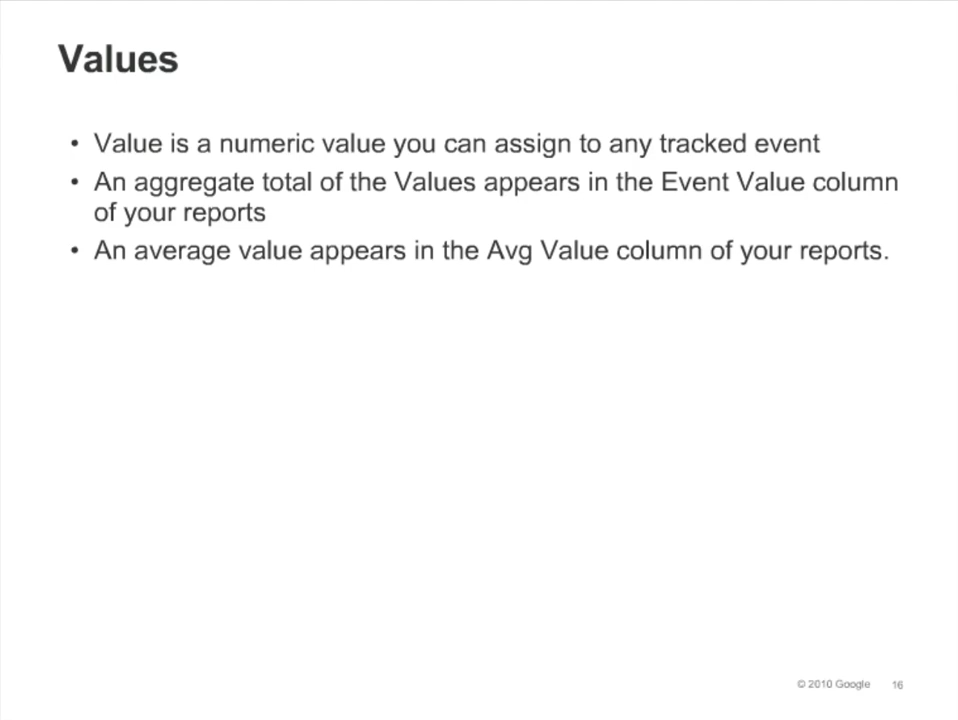 Values
• Value is a numeric value you can assign to any tracked event
• An aggregate total of the Values appears in the Event Value column
of your reports
• An average value appears in the Avg Value column of your reports.
© 2010 Google 16